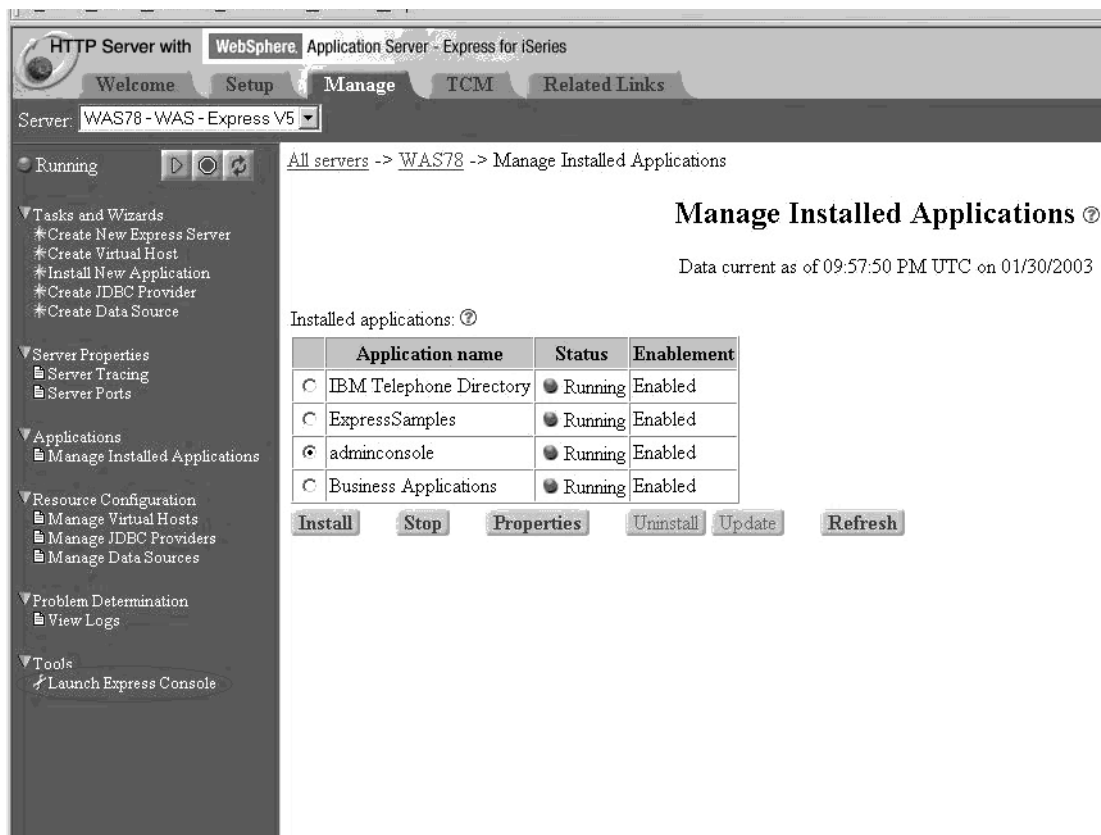 HTTP Server with WebSphere. Application Server - Express for iSeries
Welcome Setup Manage TCM Related Links
Server: WAS78 - WAS - Express V5
Running
All servers -> WAS78 -> Manage Installed Applications
Manage Installed Applications
Data current as of 09:57:50 PM UTC on 01/30/2003
Tasks and Wizards
Create New Express Server
Create Virtual Host
Install New Application
Create JDBC Provider
Create Data Source
Server Properties
Server Tracing
Server Ports
Applications
Manage Installed Applications
Resource Configuration
Manage Virtual Hosts
Manage JDBC Providers
Manage Data Sources
Problem Determination
View Logs
Tools
Launch Express Console
Installed applications:
Application name Status Enablement
IBM Telephone Directory Running Enabled
ExpressSamples Running Enabled
adminconsole Running Enabled
Business Applications Running Enabled
Install Stop Properties Uninstall Update Refresh